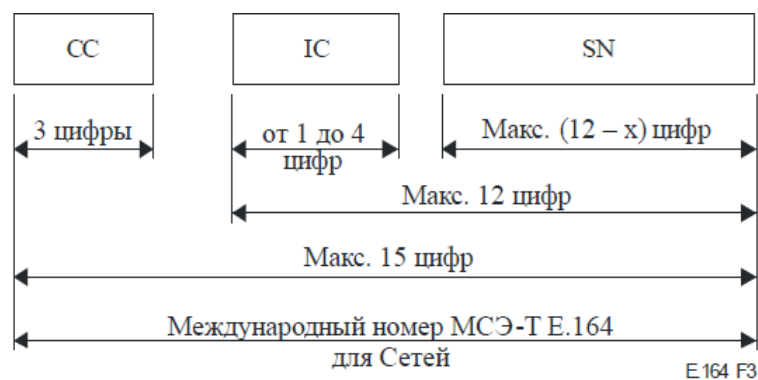 CC IC SN
3 цифры от 1 до 4 Макс. (12 – x) цифр
цифр
Макс. 12 цифр
Макс. 15 цифр
Международный номер МСЭ-Т E.164
для Сетей
E.164 F3